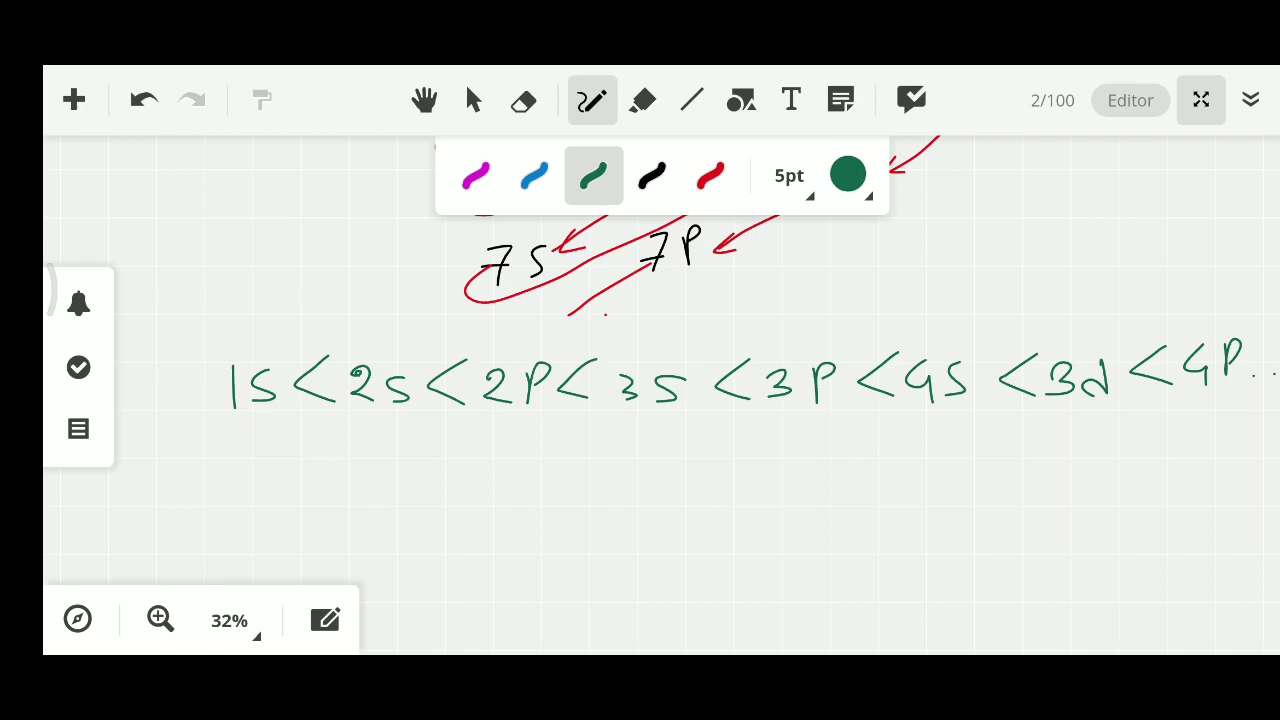 2/100 Editor
5pt
7s 7P
1s < 2s < 2P < 3s < 3P < 4s < 3d < 4P...
32%